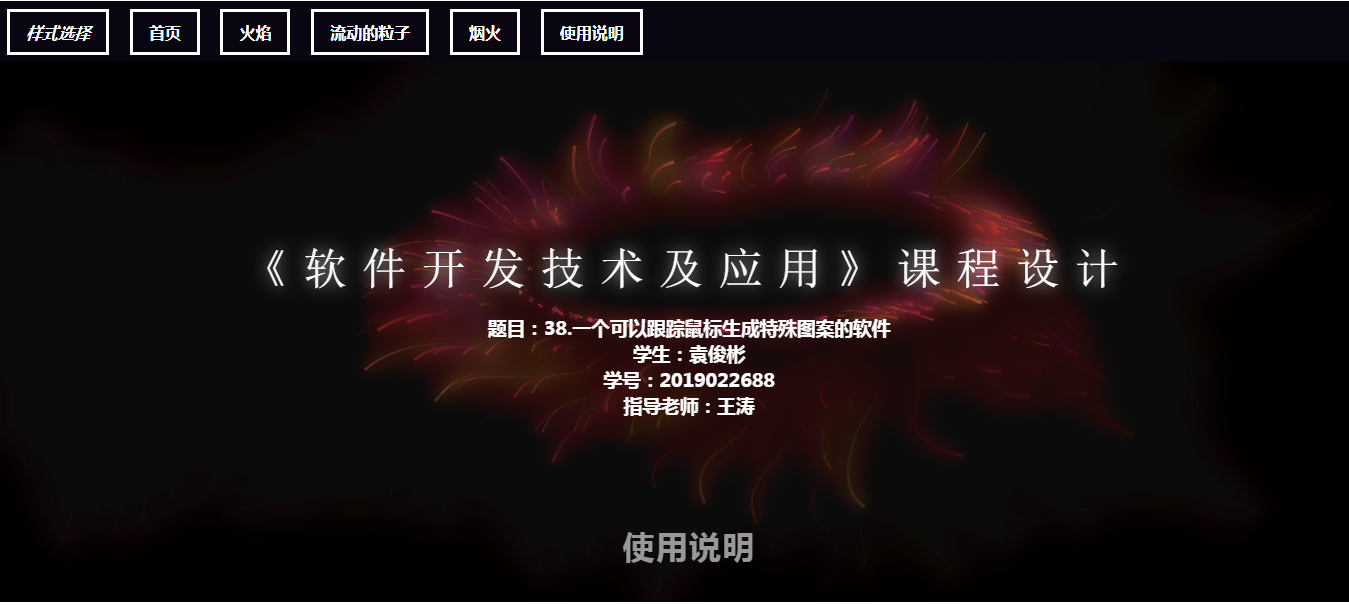 样式选择 首页 火焰 流动的粒子 烟火 使用说明
《软件开发技术及应用》课程设计
题目：38.一个可以跟踪鼠标生成特殊图案的软件
学生：袁俊彬
学号：2019022688
指导老师：王涛
使用说明